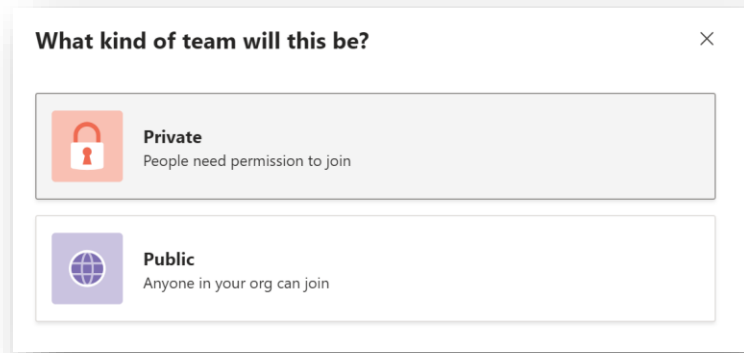 What kind of team will this be?
Private
People need permission to join
Public
Anyone in your org can join